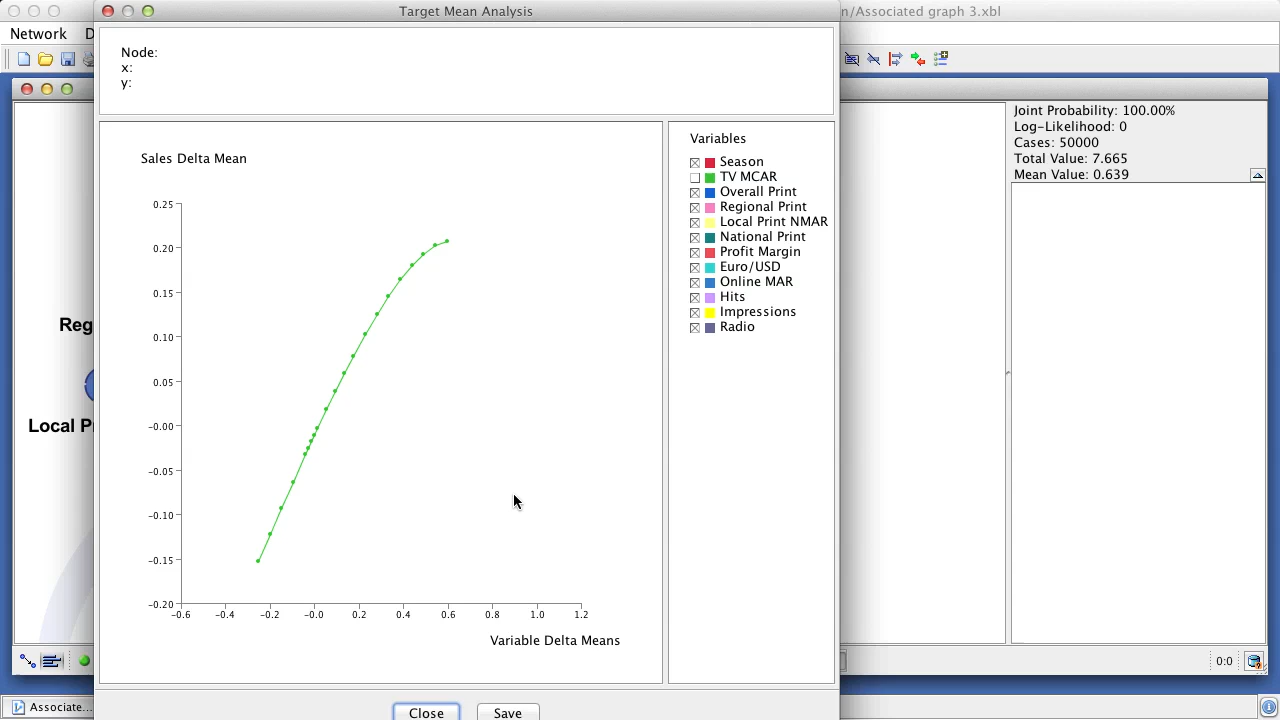 Target Mean Analysis
n/Associated graph 3.xbl
Network
Node:
x:
y:
Joint Probability: 100.00%
Log-Likelihood: 0
Cases: 50000
Total Value: 7.665
Mean Value: 0.639
Sales Delta Mean
0.25
0.20
0.15
0.10
0.05
-0.00
-0.05
-0.10
-0.15
-0.20
-0.6
-0.4
-0.2
-0.0
0.2
0.4
0.6
0.8
1.0
1.2
Variable Delta Means
Variables
Season
TV MCAR
Overall Print
Regional Print
Local Print NMAR
National Print
Profit Margin
Euro/USD
Online MAR
Hits
Impressions
Radio
Reg
Local P
0:0
Associate...
Close
Save